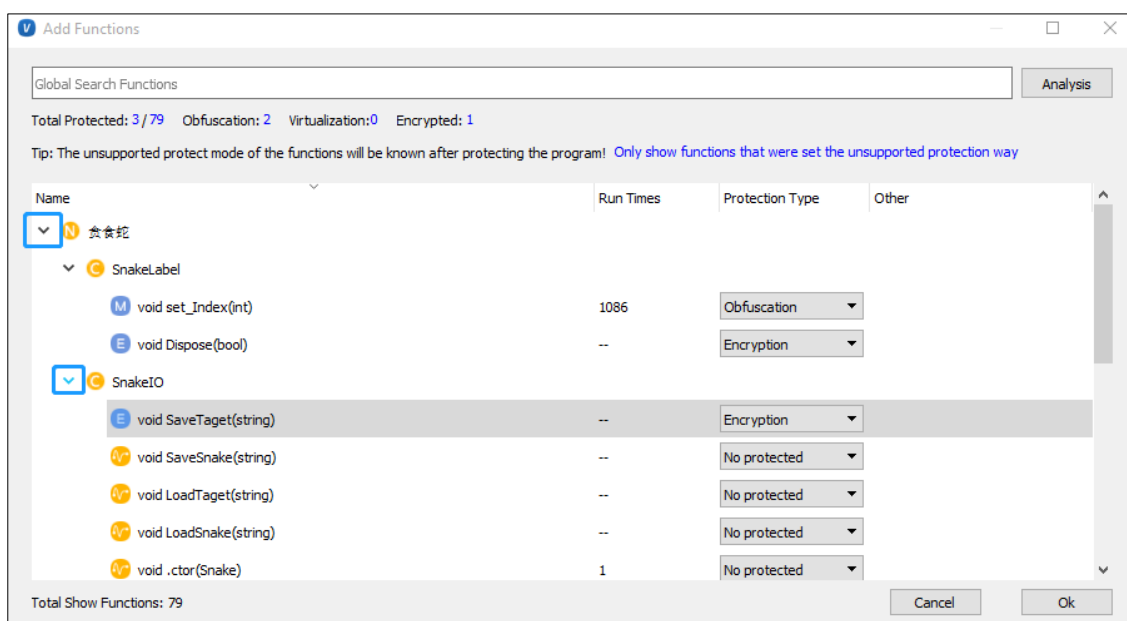 V Add Functions
Global Search Functions Analysis
Total Protected: 3/79 Obfuscation: 2 Virtualization:0 Encrypted: 1
Tip: The unsupported protect mode of the functions will be known after protecting the program! Only show functions that were set the unsupported protection way
Name Run Times Protection Type Other
N 贪食蛇
C SnakeLabel
M void set_Index(int) 1086 Obfuscation
E void Dispose(bool) -- Encryption
C SnakeIO
E void SaveTaget(string) -- Encryption
void SaveSnake(string) -- No protected
void LoadTaget(string) -- No protected
void LoadSnake(string) -- No protected
void .ctor(Snake) 1 No protected
Total Show Functions: 79 Cancel Ok